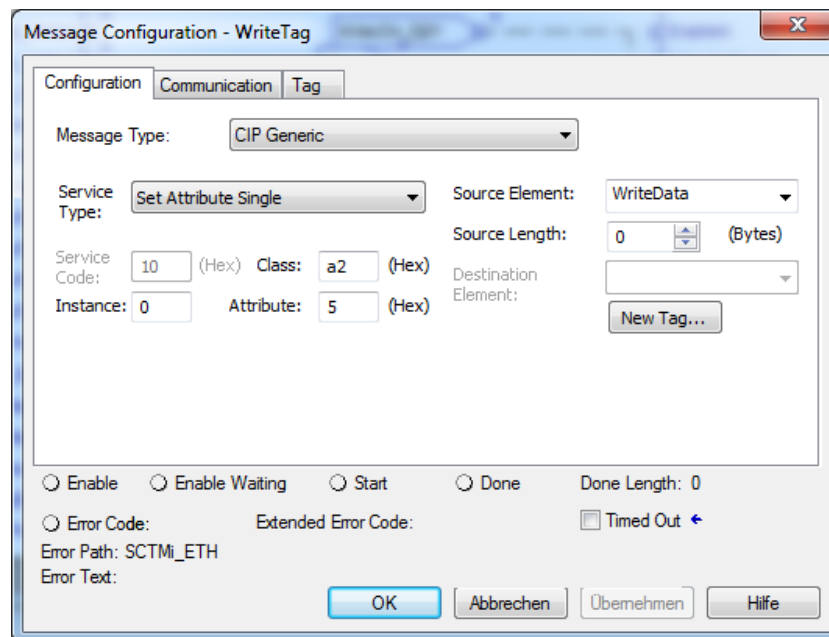 Message Configuration - WriteTag
Configuration Communication Tag
Message Type: CIP Generic
Service Type: Set Attribute Single Source Element: WriteData
Source Length: 0 (Bytes)
Service Code: 10 (Hex) Class: a2 (Hex) Destination Element:
Instance: 0 Attribute: 5 (Hex)
New Tag...
Enable Enable Waiting Start Done Done Length: 0
Error Code: Extended Error Code: Timed Out
Error Path: SCTMi_ETH
Error Text:
OK Abbrechen Übernehmen Hilfe